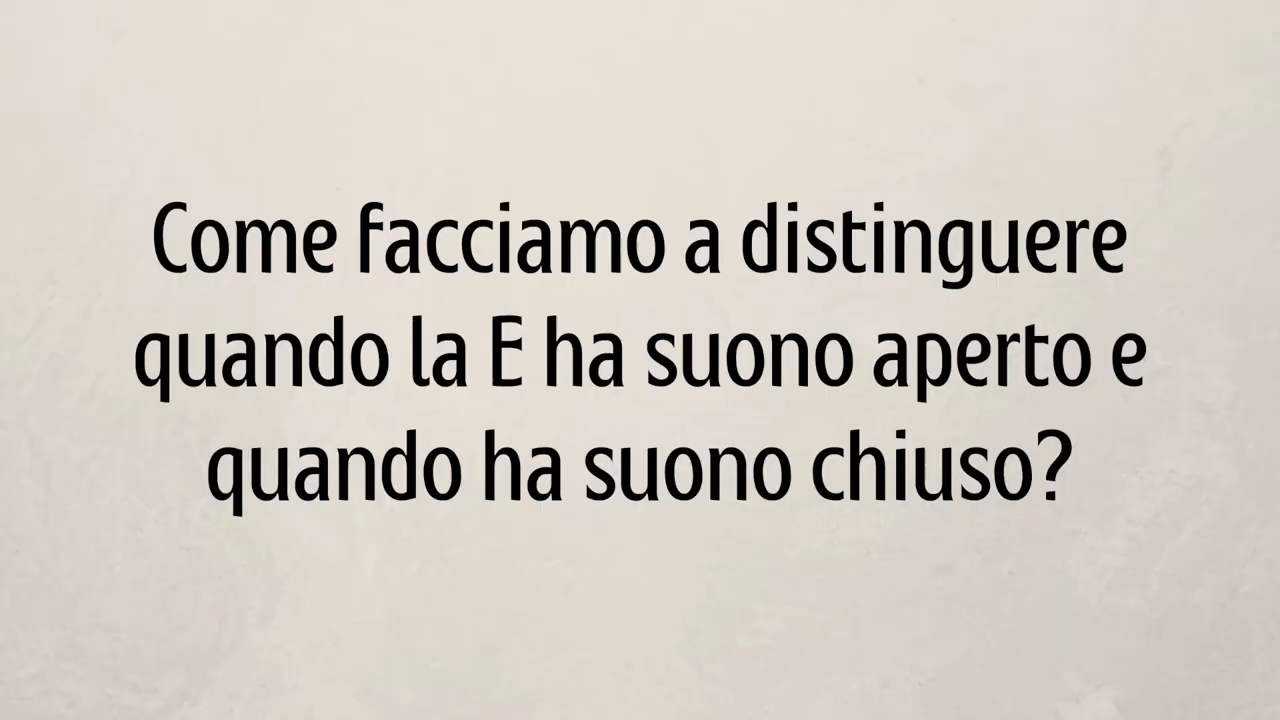 Come facciamo a distinguere
quando la E ha suono aperto e
quando ha suono chiuso?